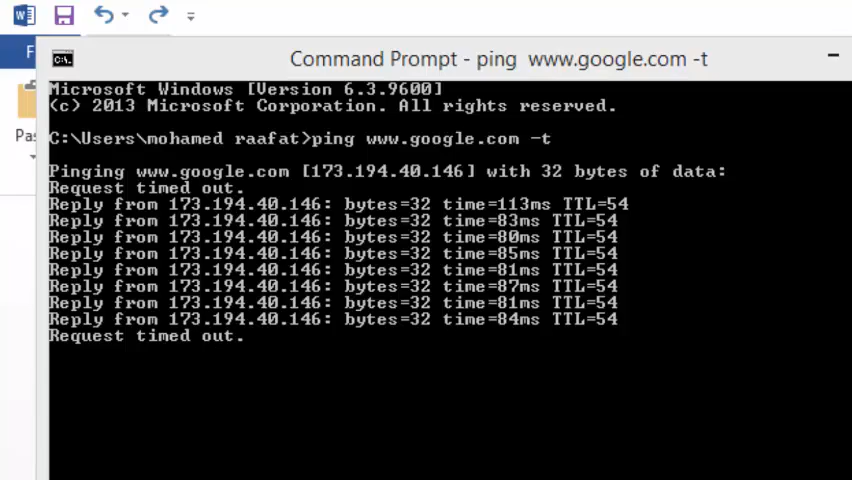 F
Command Prompt - ping  www.google.com -t
Pas
Microsoft Windows [Version 6.3.9600]
(c) 2013 Microsoft Corporation. All rights reserved.
C:\Users\mohamed raafat>ping www.google.com -t
Pinging www.google.com [173.194.40.146] with 32 bytes of data:
Request timed out.
Reply from 173.194.40.146: bytes=32 time=113ms TTL=54
Reply from 173.194.40.146: bytes=32 time=83ms TTL=54
Reply from 173.194.40.146: bytes=32 time=80ms TTL=54
Reply from 173.194.40.146: bytes=32 time=85ms TTL=54
Reply from 173.194.40.146: bytes=32 time=81ms TTL=54
Reply from 173.194.40.146: bytes=32 time=87ms TTL=54
Reply from 173.194.40.146: bytes=32 time=81ms TTL=54
Reply from 173.194.40.146: bytes=32 time=84ms TTL=54
Request timed out.